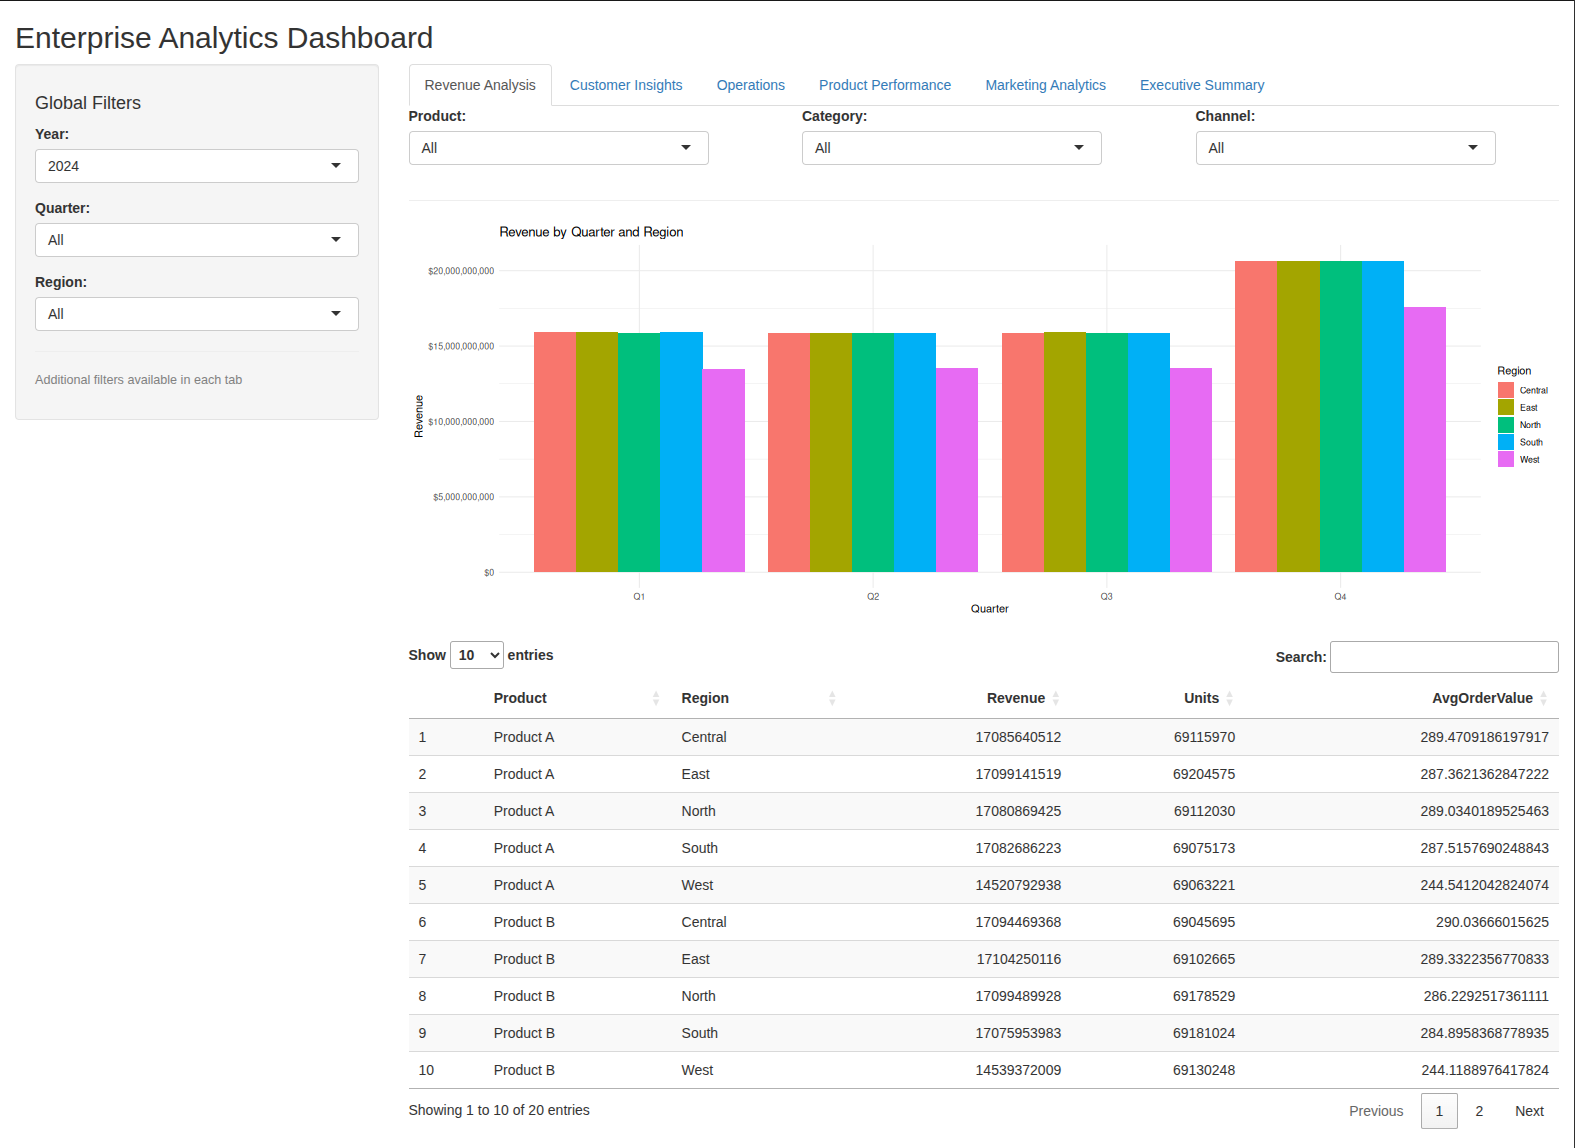 Enterprise Analytics Dashboard
Global Filters
Year:
2024
Quarter:
All
Region:
All
Additional filters available in each tab
Revenue Analysis Customer Insights Operations Product Performance Marketing Analytics Executive Summary
Product: Category: Channel:
All All All
Revenue by Quarter and Region
$20,000,000,000
$15,000,000,000
$10,000,000,000
$5,000,000,000
$0
Revenue
Q1 Q2 Q3 Q4
Quarter
Region
Central
East
North
South
West
Show 10 entries Search:
Product Region Revenue Units AvgOrderValue
1 Product A Central 17085640512 69115970 289.4709186197917
2 Product A East 17099141519 69204575 287.3621362847222
3 Product A North 17080869425 69112030 289.0340189525463
4 Product A South 17082686223 69075173 287.5157690248843
5 Product A West 14520792938 69063221 244.5412042824074
6 Product B Central 17094469368 69045695 290.03666015625
7 Product B East 17104250116 69102665 289.3322356770833
8 Product B North 17099489928 69178529 286.2292517361111
9 Product B South 17075953983 69181024 284.8958368778935
10 Product B West 14539372009 69130248 244.1188976417824
Showing 1 to 10 of 20 entries Previous 1 2 Next